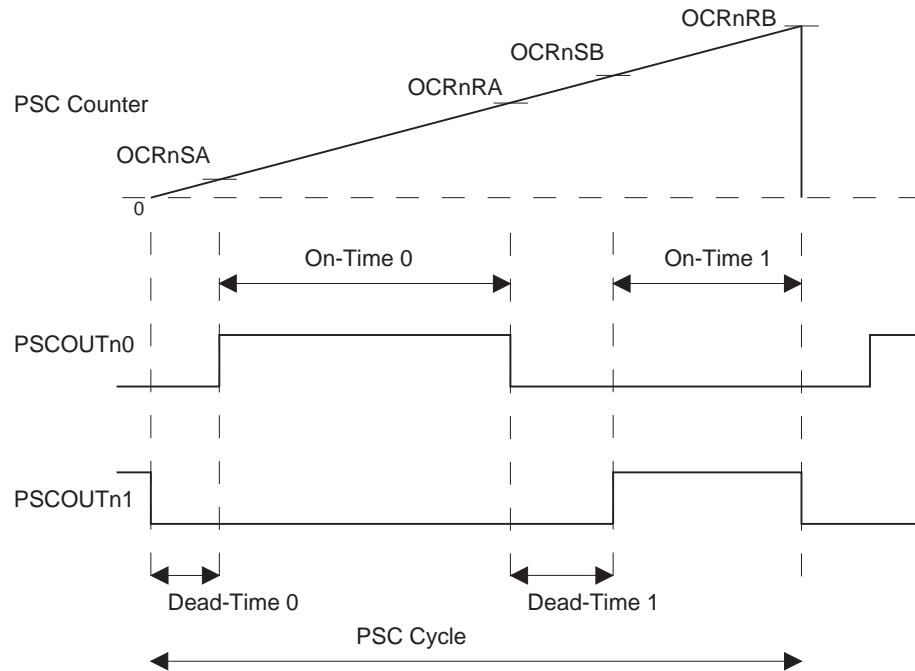 OCRnRB
OCRnSB
OCRnRA
PSC Counter
OCRnSA
0
On-Time 0
On-Time 1
PSCOUTn0
PSCOUTn1
Dead-Time 0
Dead-Time 1
PSC Cycle